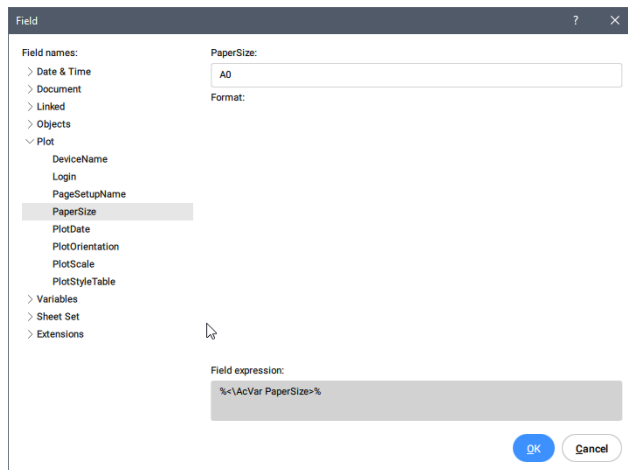 Field ? ×
Field names:
> Date & Time
> Document
> Linked
> Objects
Plot
DeviceName
Login
PageSetupName
PaperSize
PlotDate
PlotOrientation
PlotScale
PlotStyleTable
> Variables
> Sheet Set
> Extensions
PaperSize:
A0
Format:
Field expression:
%<\AcVar PaperSize>%
OK Cancel